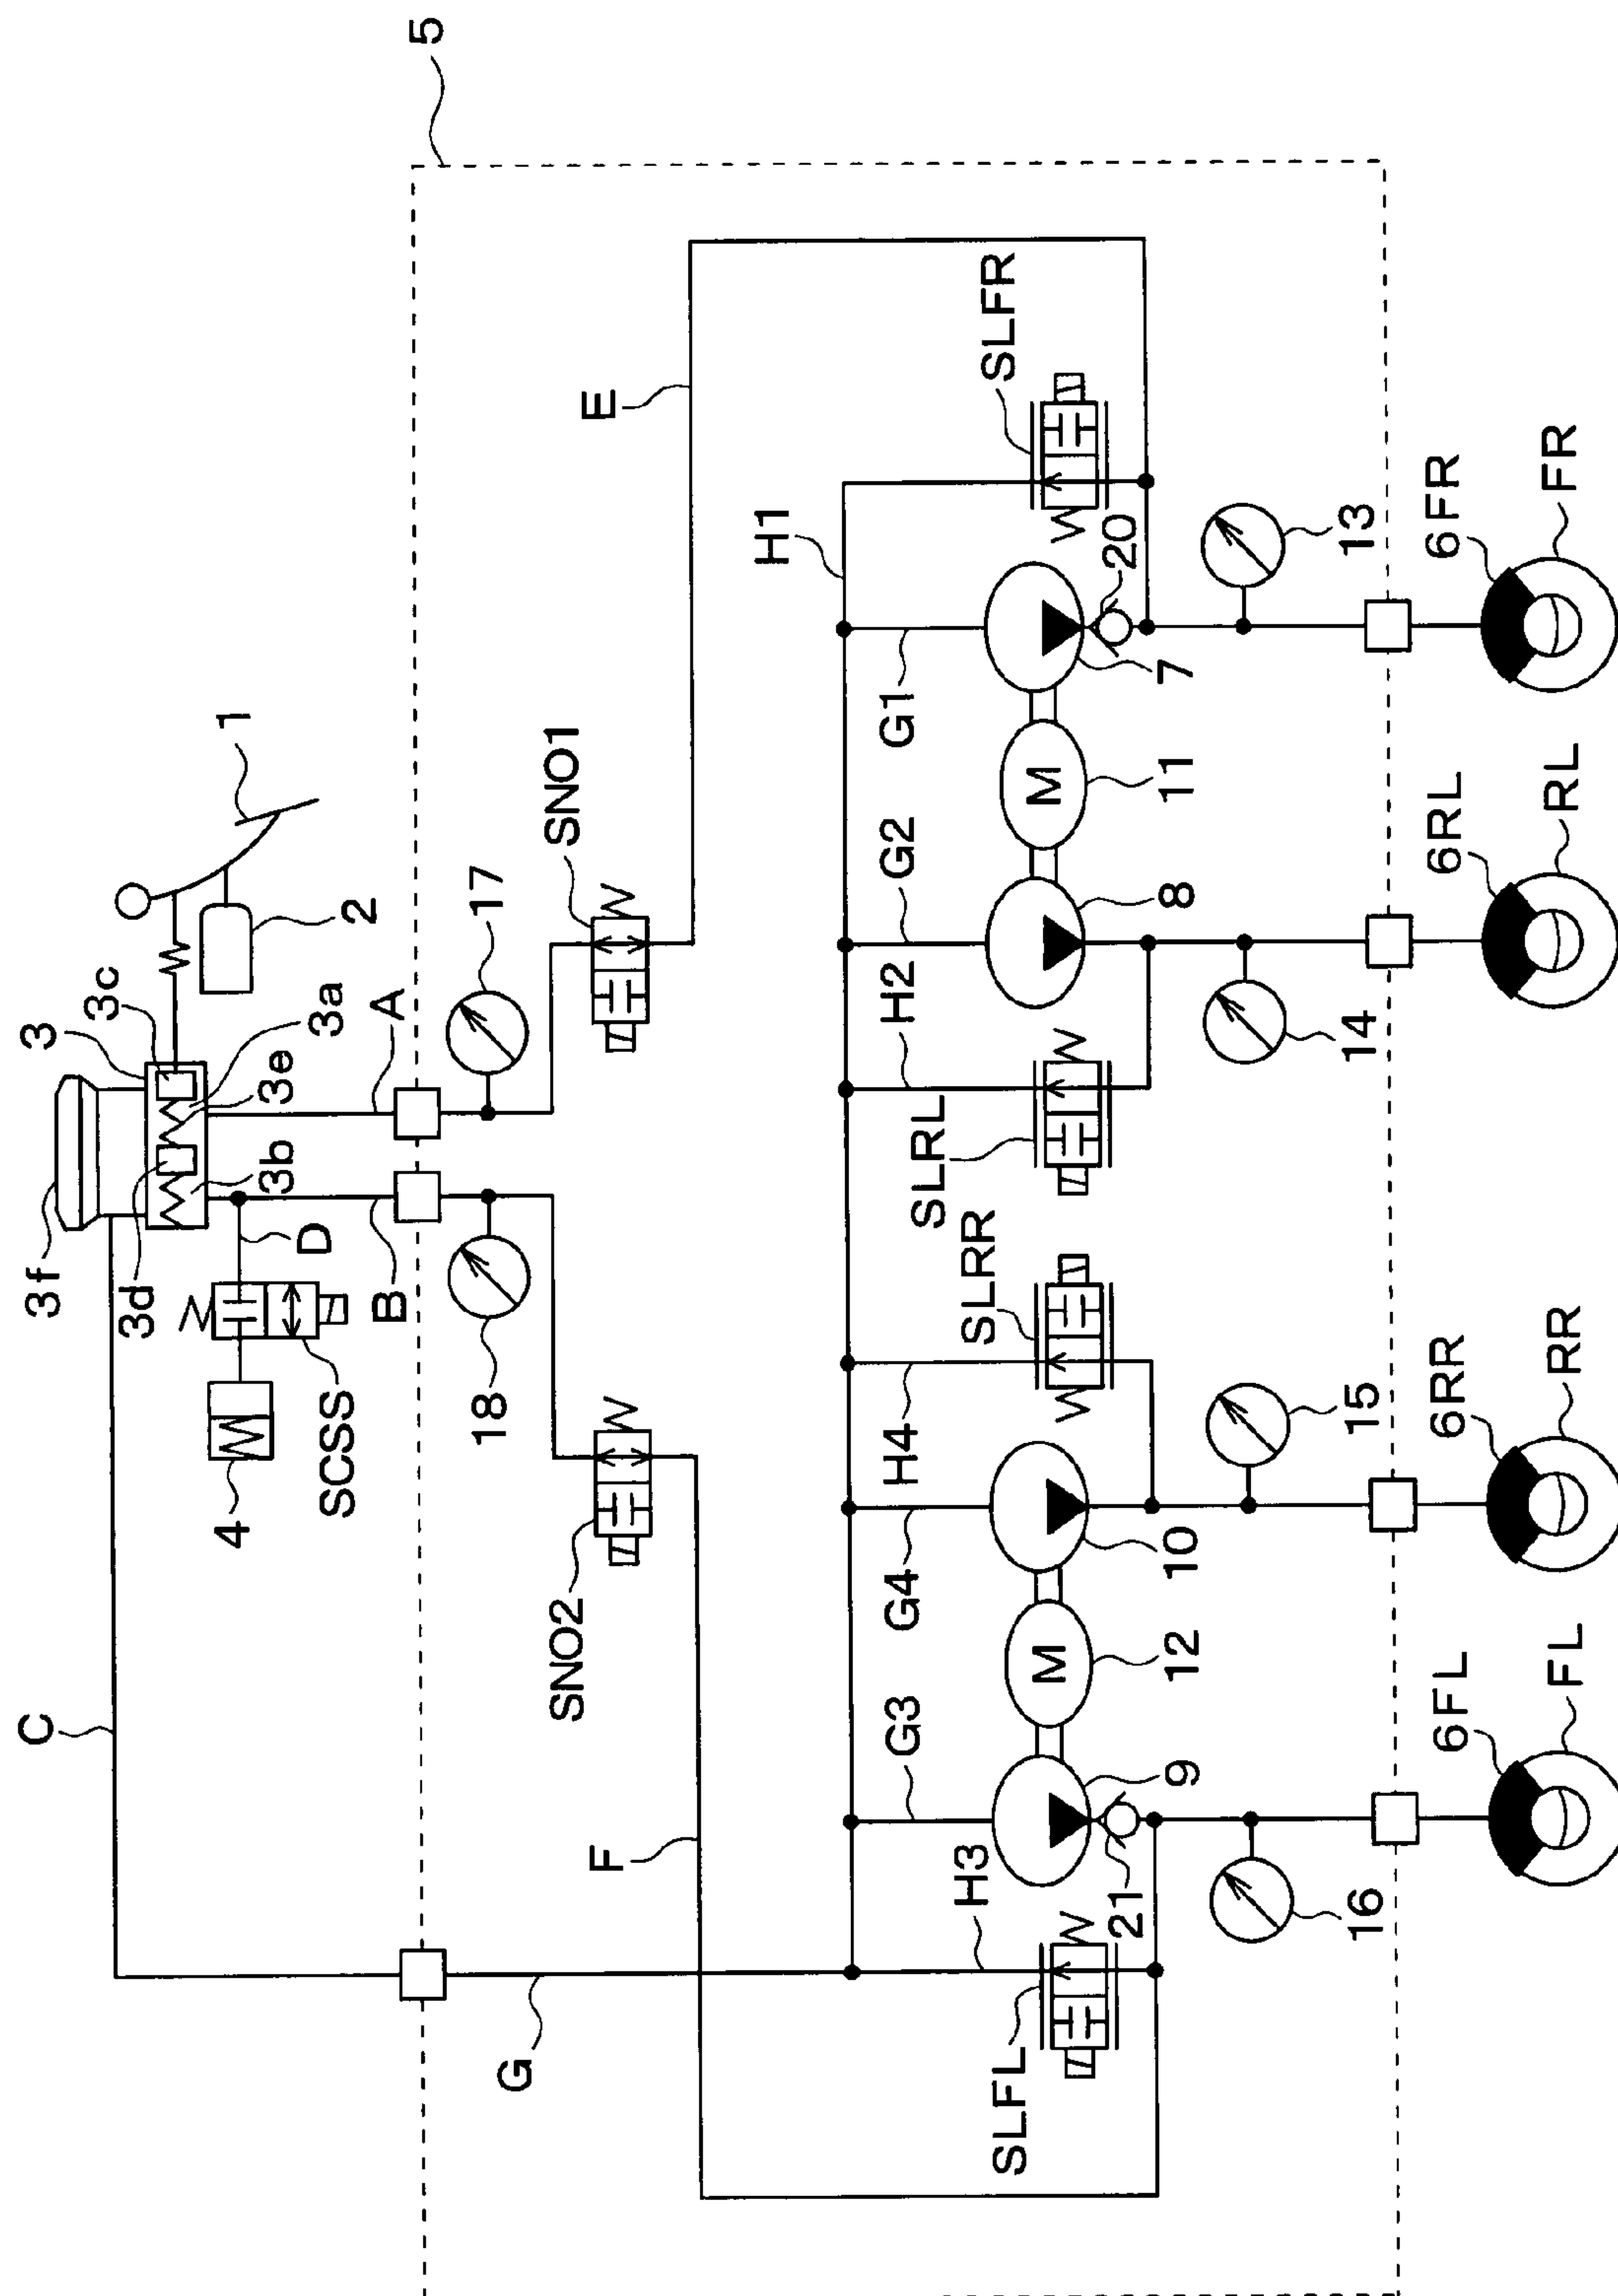 5
E
SLFR
H1
1
SNO1
17
2
3c
3
3a
3e
A
3b
3f
3d
D
B
18
SCSS
4
SNO2
C
F
G
G1
20
7
13
6FR
FR
11
G2
8
H2
14
6RL
RL
SLRL
SLRR
H4
15
6RR
RR
10
G4
M
M
12
G3
9
H3
21
16
6FL
FL
SLFL